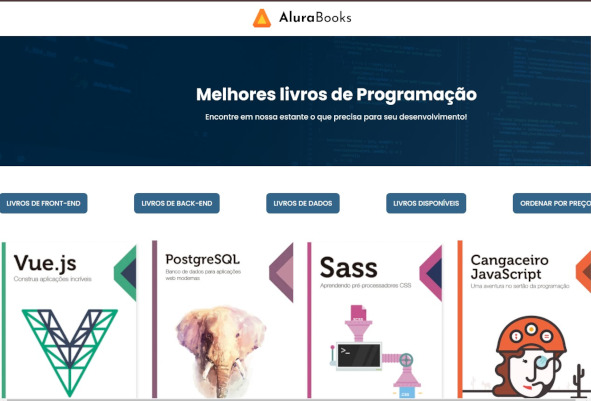 AluraBooks
Melhores livros de Programação
Encontre em nossa estante o que precisa para seu desenvolvimento!
LIVROS DE FRONT-END
LIVROS DE BACK-END
LIVROS DE DADOS
LIVROS DISPONÍVEIS
ORDENAR POR PREÇO
Vue.js
Construa aplicações incríveis
PostgreSQL
Banco de dados para aplicações
web modernas
Sass
Aprendendo pré-processadores CSS
Cangaceiro
JavaScript
Uma aventura no sertão da programação
>_
CSS